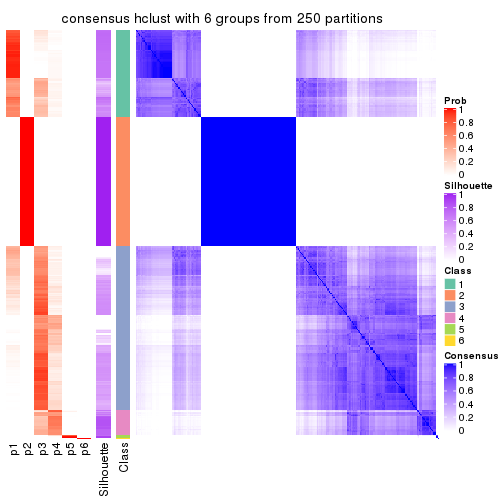 consensus hclust with 6 groups from 250 partitions
Prob
1
0.8
0.6
0.4
0.2
0
Silhouette
1
0.8
0.6
0.4
0.2
0
Class
1
2
3
4
5
6
Consensus
1
0.8
0.6
0.4
0.2
0
p1
p2
p3
p4
p5
p6
Silhouette
Class